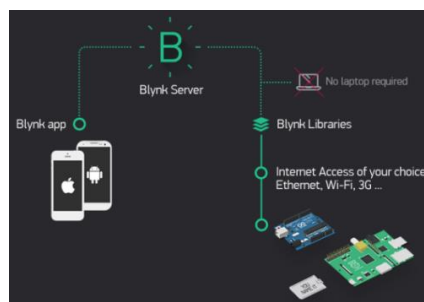 B
Blynk Server
No laptop required
Blynk app
Blynk Libraries
Internet Access of your choice
Ethernet, Wi-Fi, 3G ...